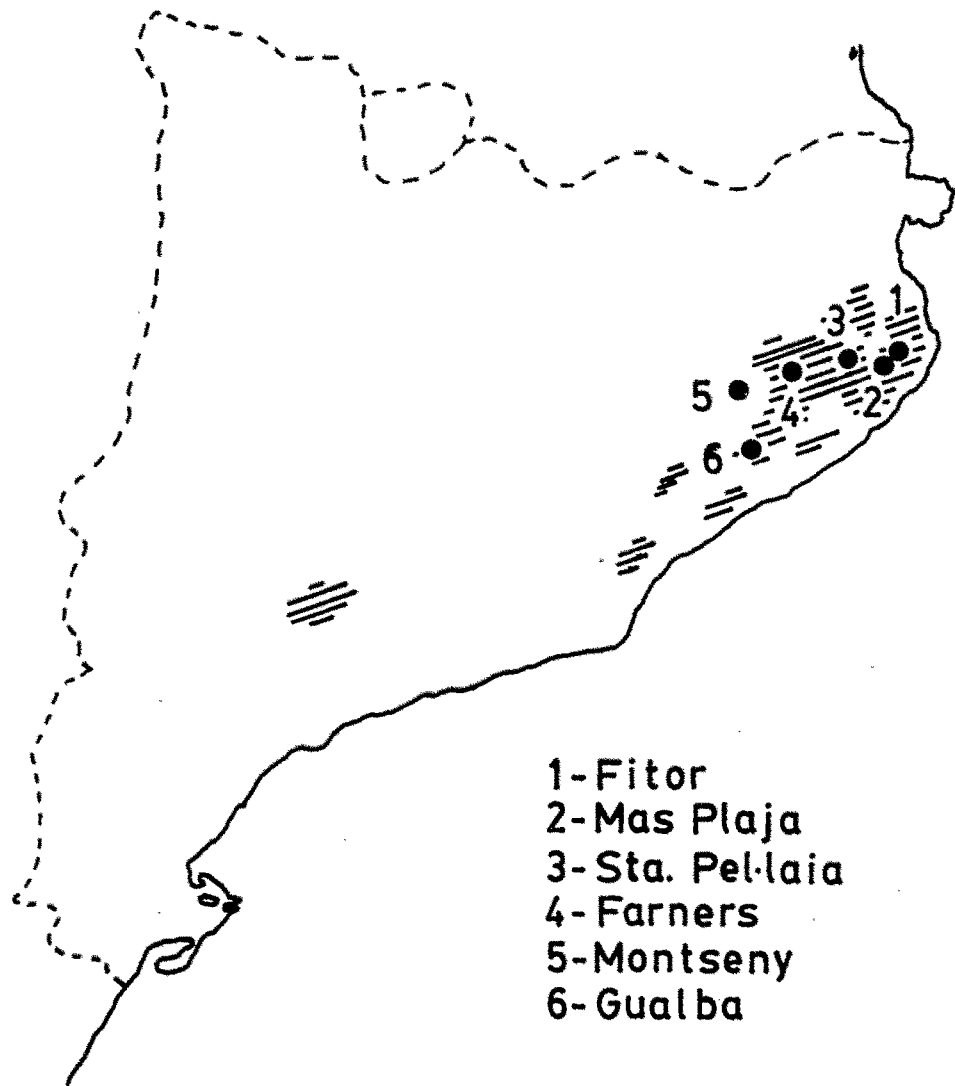 1
3
5
4
2
6
1-Fitor
2-Mas Plaja
3-Sta. Pel·laia
4-Farners
5-Montseny
6-Gualba